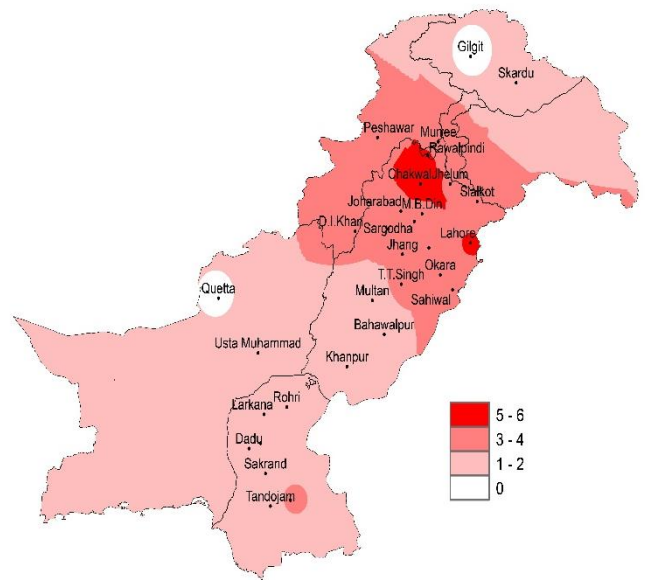 Gilgit
Skardu
Peshawar
Murree
Rawalpindi
Chakwal
Jhelum
Sialkot
Joharabad
M.B.Din
D.I.Khan
Sargodha
Lahore
Jhang
Okara
T.T.Singh
Sahiwal
Multan
Quetta
Bahawalpur
Usta Muhammad
Khanpur
Rohri
Larkana
Dadu
Sakrand
Tandojam
5 - 6
3 - 4
1 - 2
0